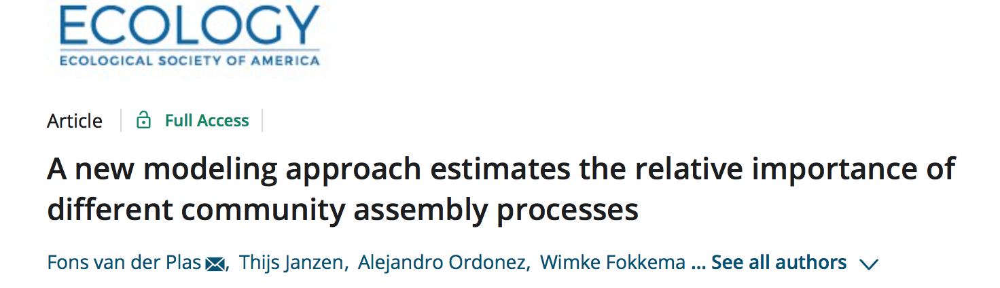 ECOLOGY
ECOLOGICAL SOCIETY OF AMERICA
Article Full Access
A new modeling approach estimates the relative importance of
different community assembly processes
Fons van der Plas, Thijs Janzen, Alejandro Ordonez, Wimke Fokkema ... See all authors